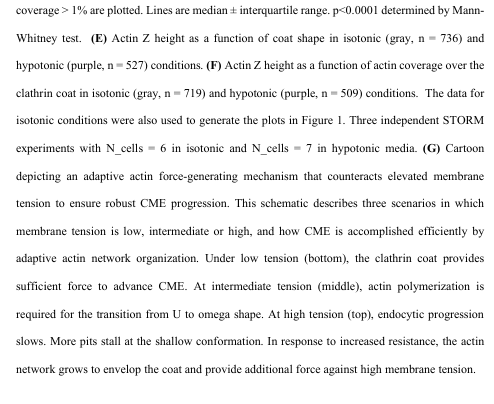 coverage > 1% are plotted. Lines are median ± interquartile range. p<0.0001 determined by Mann-
Whitney test. (E) Actin Z height as a function of coat shape in isotonic (gray, n = 736) and
hypotonic (purple, n = 527) conditions. (F) Actin Z height as a function of actin coverage over the
clathrin coat in isotonic (gray, n = 719) and hypotonic (purple, n = 509) conditions. The data for
isotonic conditions were also used to generate the plots in Figure 1. Three independent STORM
experiments with N_cells = 6 in isotonic and N_cells = 7 in hypotonic media. (G) Cartoon
depicting an adaptive actin force-generating mechanism that counteracts elevated membrane
tension to ensure robust CME progression. This schematic describes three scenarios in which
membrane tension is low, intermediate or high, and how CME is accomplished efficiently by
adaptive actin network organization. Under low tension (bottom), the clathrin coat provides
sufficient force to advance CME. At intermediate tension (middle), actin polymerization is
required for the transition from U to omega shape. At high tension (top), endocytic progression
slows. More pits stall at the shallow conformation. In response to increased resistance, the actin
network grows to envelop the coat and provide additional force against high membrane tension.